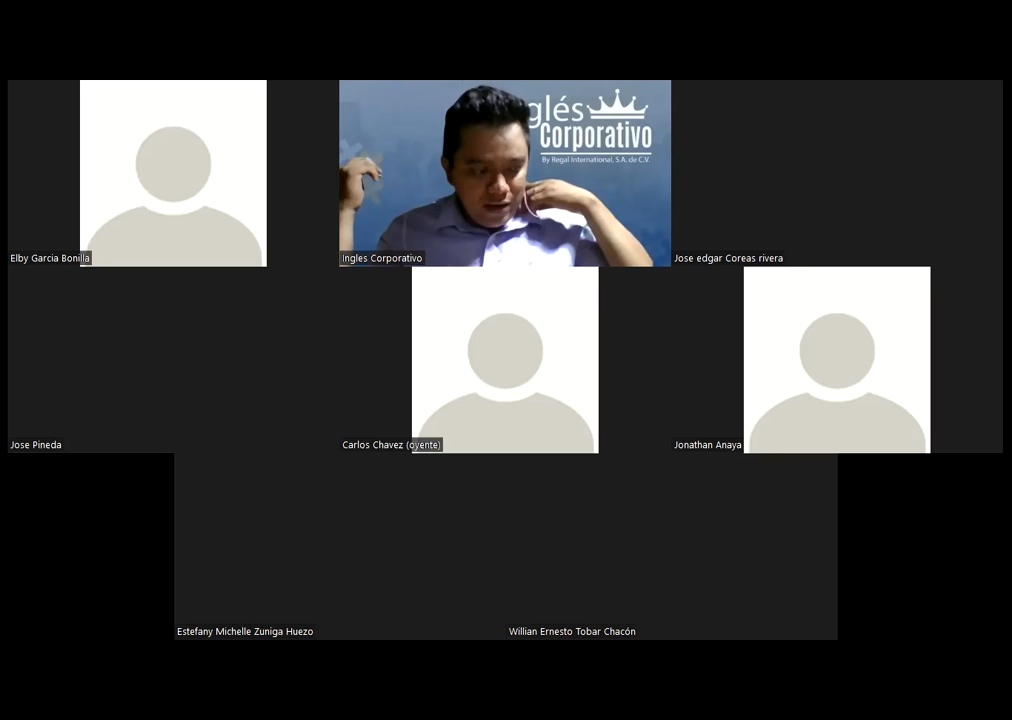 glés
Corporativo
By Regal International, S.A. de C.V.
Elby Garcia Bonilla
Ingles Corporativo
Jose edgar Coreas rivera
Jose Pineda
Carlos Chavez (oyente)
Jonathan Anaya
Estefany Michelle Zuniga Huezo
Willian Ernesto Tobar Chacón